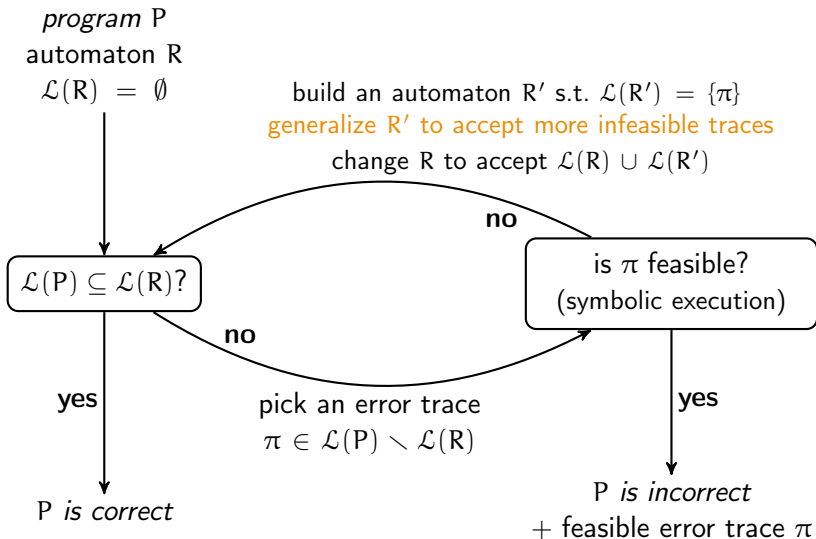 program P
automaton R
ℒ(R) = ∅
build an automaton R′ s.t. ℒ(R′) = {π}
generalize R′ to accept more infeasible traces
change R to accept ℒ(R) ∪ ℒ(R′)
no
ℒ(P) ⊆ ℒ(R)?
is π feasible?
(symbolic execution)
no
pick an error trace
π ∈ ℒ(P) ∖ ℒ(R)
yes
yes
P is correct
P is incorrect
+ feasible error trace π